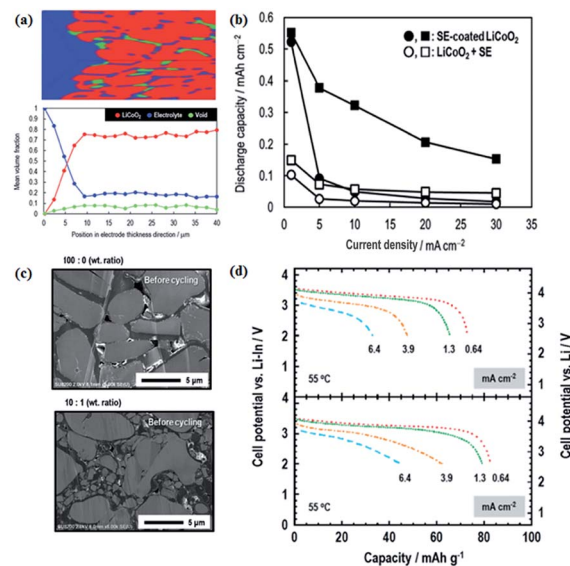 (a)
LiCoO2 Electrolyte Void
Mean volume fraction
1
0.9
0.8
0.7
0.6
0.5
0.4
0.3
0.2
0.1
0
0 5 10 15 20 25 30 35 40
Position in electrode thickness direction / μm
(b)
●, ■: SE-coated LiCoO2
○, □: LiCoO2 + SE
Discharge capacity / mAh cm⁻²
0.6
0.5
0.4
0.3
0.2
0.1
0
0 5 10 15 20 25 30 35
Current density / mA cm⁻²
(c)
100 : 0 (wt. ratio)
Before cycling
5 μm
10 : 1 (wt. ratio)
Before cycling
5 μm
(d)
Cell potential vs. Li-In / V
Cell potential vs. Li / V
4
3
2
1
4
3
2
1
6.4 3.9 1.3 0.64
55 °C
mA cm⁻²
4
3
2
1
0
4
3
2
1
6.4 3.9 1.3 0.64
55 °C
mA cm⁻²
0 20 40 60 80 100
Capacity / mAh g⁻¹